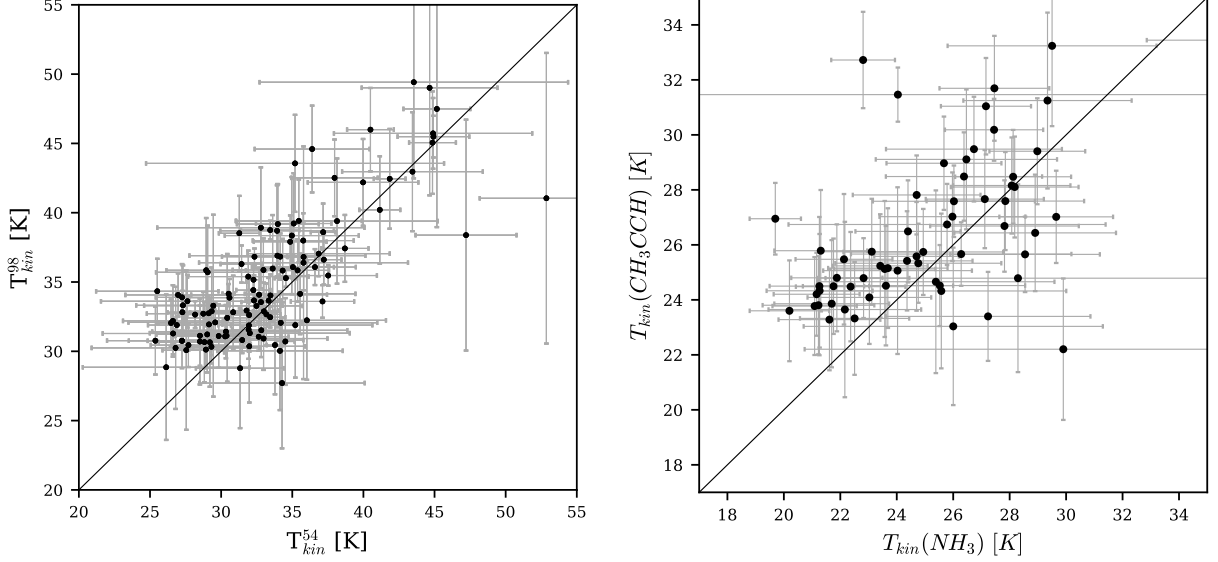 55
50
45
40
35
30
25
20
T^98_kin [K]
20 25 30 35 40 45 50 55
T^54_kin [K]
34
32
30
28
26
24
22
20
18
T_kin(CH_3CCH) [K]
18 20 22 24 26 28 30 32 34
T_kin(NH_3) [K]